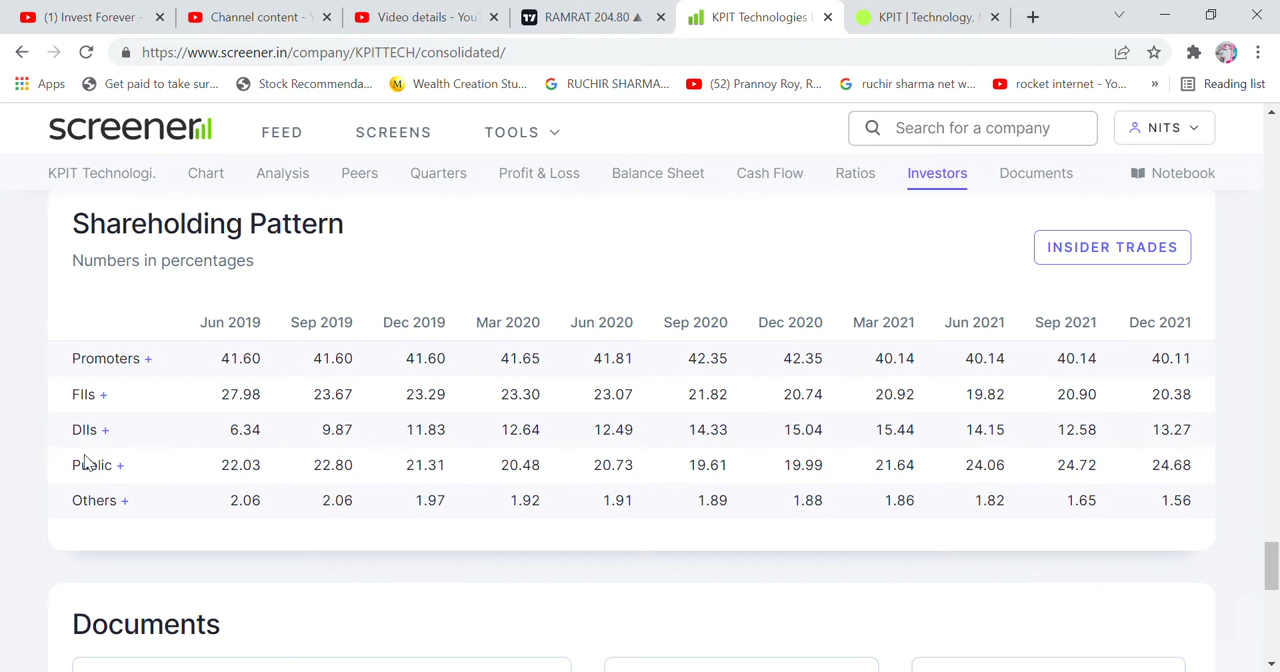 (1) Invest Forever -
Channel content -
Video details - You
RAMRAT 204.80 ▲
KPIT Technologies
KPIT | Technology,
https://www.screener.in/company/KPITTECH/consolidated/
Apps
Get paid to take sur...
Stock Recommenda...
Wealth Creation Stu...
RUCHIR SHARMA...
(52) Prannoy Roy, R...
ruchir sharma net w...
rocket internet - Yo...
»
Reading list
screener
FEED
SCREENS
TOOLS
Search for a company
NITS
KPIT Technologi.
Chart
Analysis
Peers
Quarters
Profit & Loss
Balance Sheet
Cash Flow
Ratios
Investors
Documents
Notebook
Shareholding Pattern
Numbers in percentages
INSIDER TRADES
Jun 2019 Sep 2019 Dec 2019 Mar 2020 Jun 2020 Sep 2020 Dec 2020 Mar 2021 Jun 2021 Sep 2021 Dec 2021
Promoters + 41.60 41.60 41.60 41.65 41.81 42.35 42.35 40.14 40.14 40.14 40.11
FIIs + 27.98 23.67 23.29 23.30 23.07 21.82 20.74 20.92 19.82 20.90 20.38
DIIs + 6.34 9.87 11.83 12.64 12.49 14.33 15.04 15.44 14.15 12.58 13.27
Public + 22.03 22.80 21.31 20.48 20.73 19.61 19.99 21.64 24.06 24.72 24.68
Others + 2.06 2.06 1.97 1.92 1.91 1.89 1.88 1.86 1.82 1.65 1.56
Documents